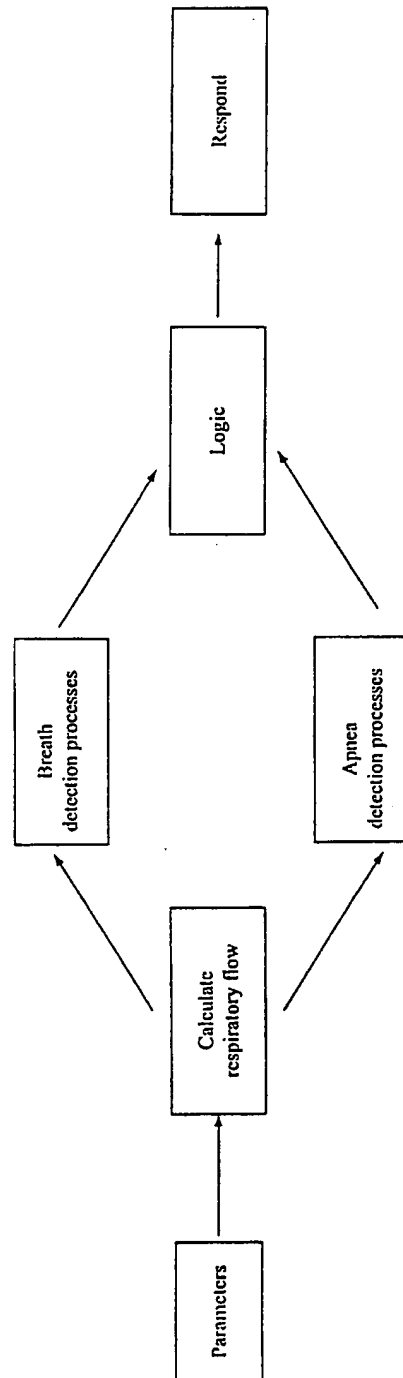 Parameters
Calculate
respiratory flow
Breath
detection processes
Apnea
detection processes
Logic
Respond